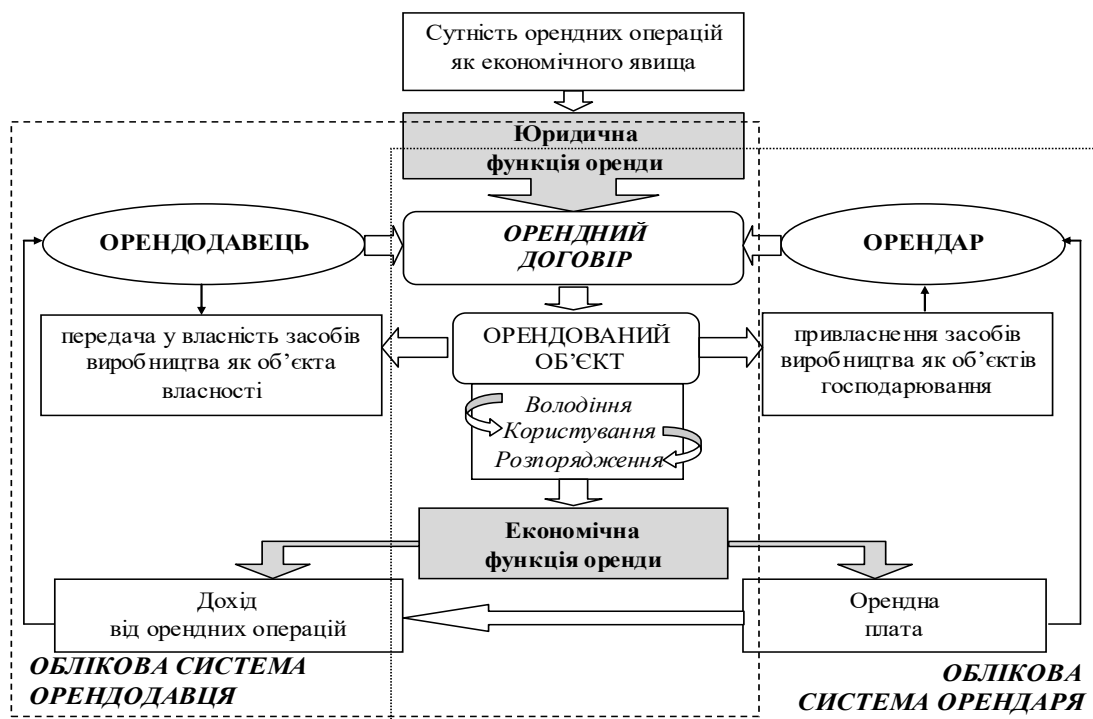 Сутність орендних операцій
як економічного явища
Юридична
функція оренди
ОРЕНДОДАВЕЦЬ
ОРЕНДНИЙ
ДОГОВІР
ОРЕНДАР
передача у власність засобів
виробництва як об’єкта
власності
ОРЕНДОВАНИЙ
ОБ’ЄКТ
привласнення засобів
виробництва як об’єктів
господарювання
Володіння
Користування
Розпорядження
Економічна
функція оренди
Дохід
від орендних операцій
Орендна
плата
ОБЛІКОВА СИСТЕМА
ОРЕНДОДАВЦЯ
ОБЛІКОВА
СИСТЕМА ОРЕНДАРЯ